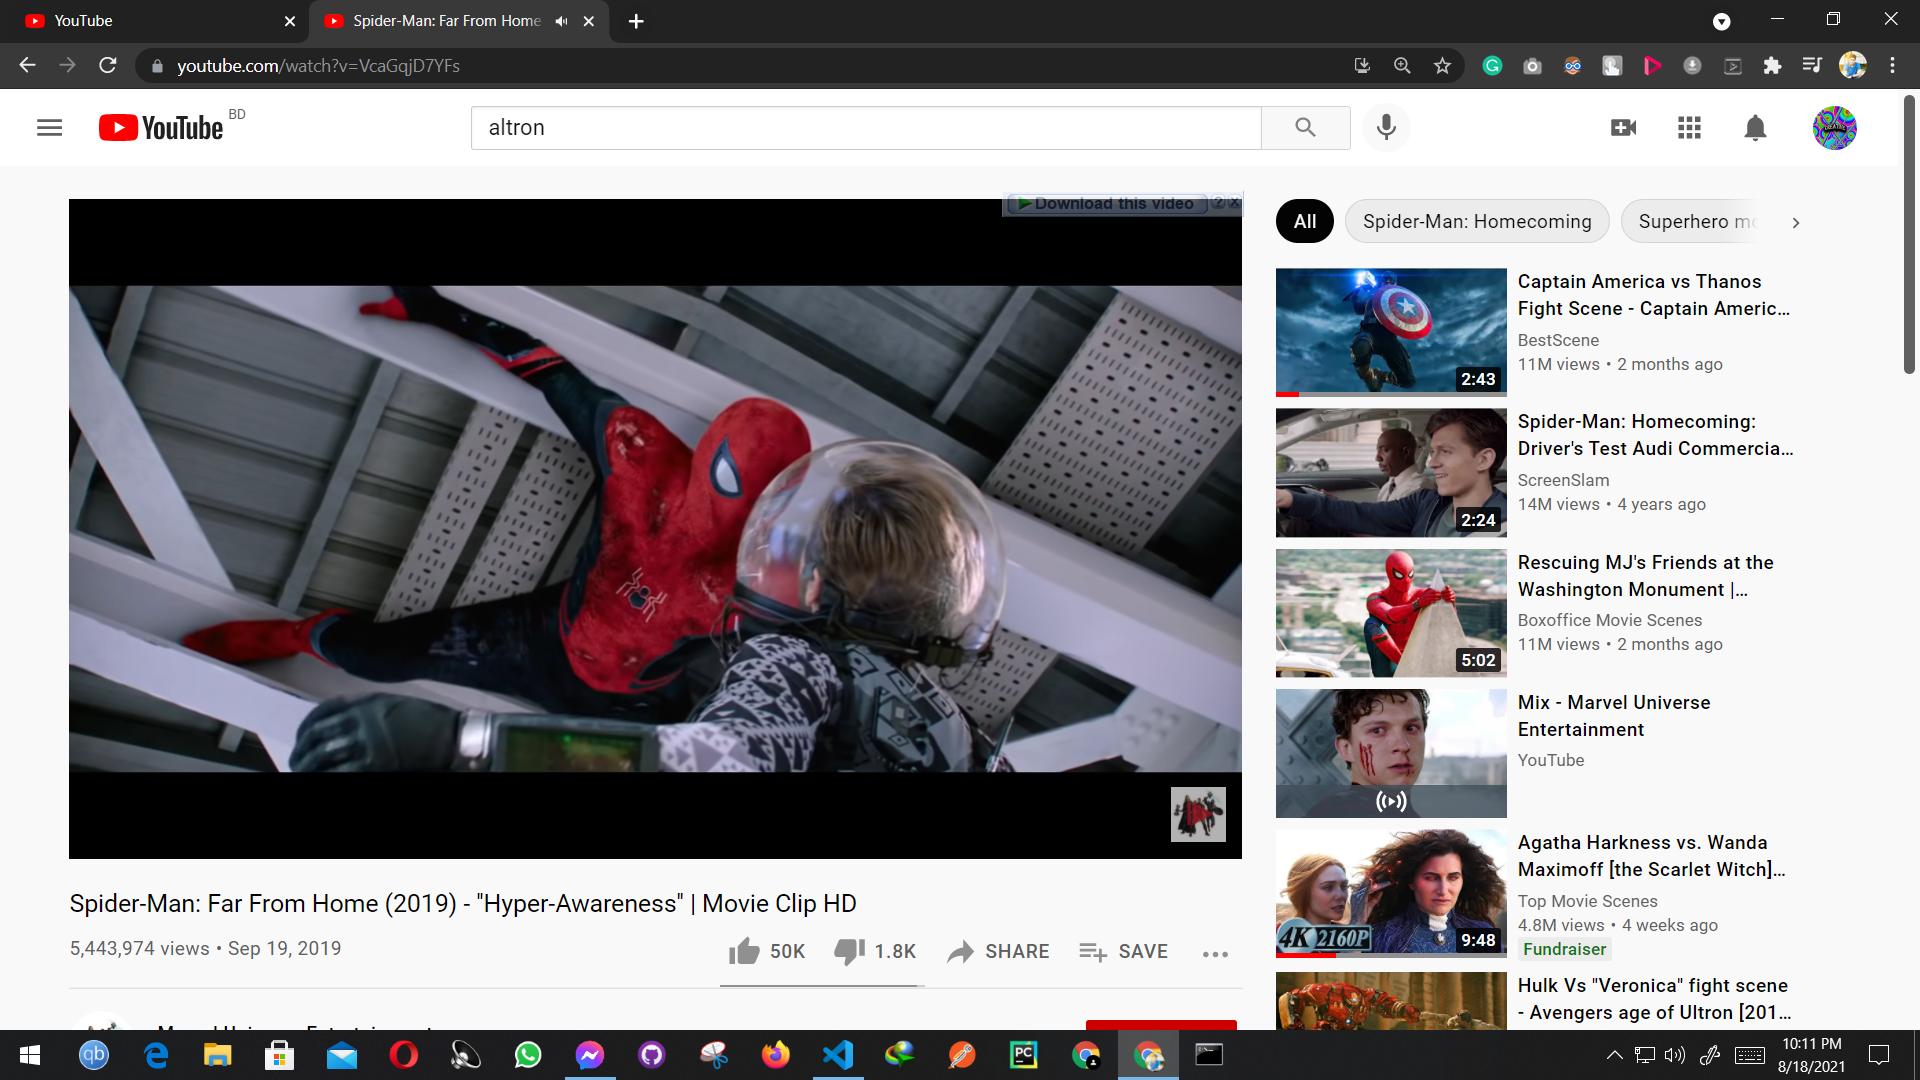 YouTube
Spider-Man: Far From Home
youtube.com/watch?v=VcaGqjD7YFs
YouTube BD
altron
Download this video ?
All
Spider-Man: Homecoming
Superhero mo
Captain America vs Thanos
Fight Scene - Captain Americ...
BestScene
11M views • 2 months ago
2:43
Spider-Man: Homecoming:
Driver's Test Audi Commercia...
ScreenSlam
14M views • 4 years ago
2:24
Rescuing MJ's Friends at the
Washington Monument |...
Boxoffice Movie Scenes
11M views • 2 months ago
5:02
Mix - Marvel Universe
Entertainment
YouTube
Agatha Harkness vs. Wanda
Maximoff [the Scarlet Witch]...
Top Movie Scenes
4.8M views • 4 weeks ago
Fundraiser
4K 2160P
9:48
Hulk Vs "Veronica" fight scene
- Avengers age of Ultron [201...
Spider-Man: Far From Home (2019) - "Hyper-Awareness" | Movie Clip HD
5,443,974 views • Sep 19, 2019
50K
1.8K
SHARE
SAVE
qb
PC
10:11 PM
8/18/2021